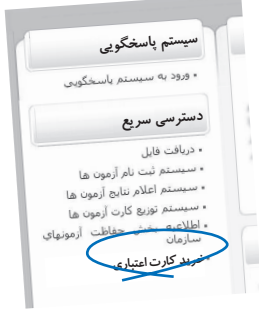 سیستم پاسخگویی
• ورود به سیستم پاسخگویی
دسترسی سریع
• دریافت فایل
• سیستم ثبت نام آزمون ها
• سیستم اعلام نتایج آزمون ها
• سیستم توزیع کارت آزمون ها
• اطلاعیه بخش حفاظت آزمونهای
سازمان
• خرید کارت اعتباری